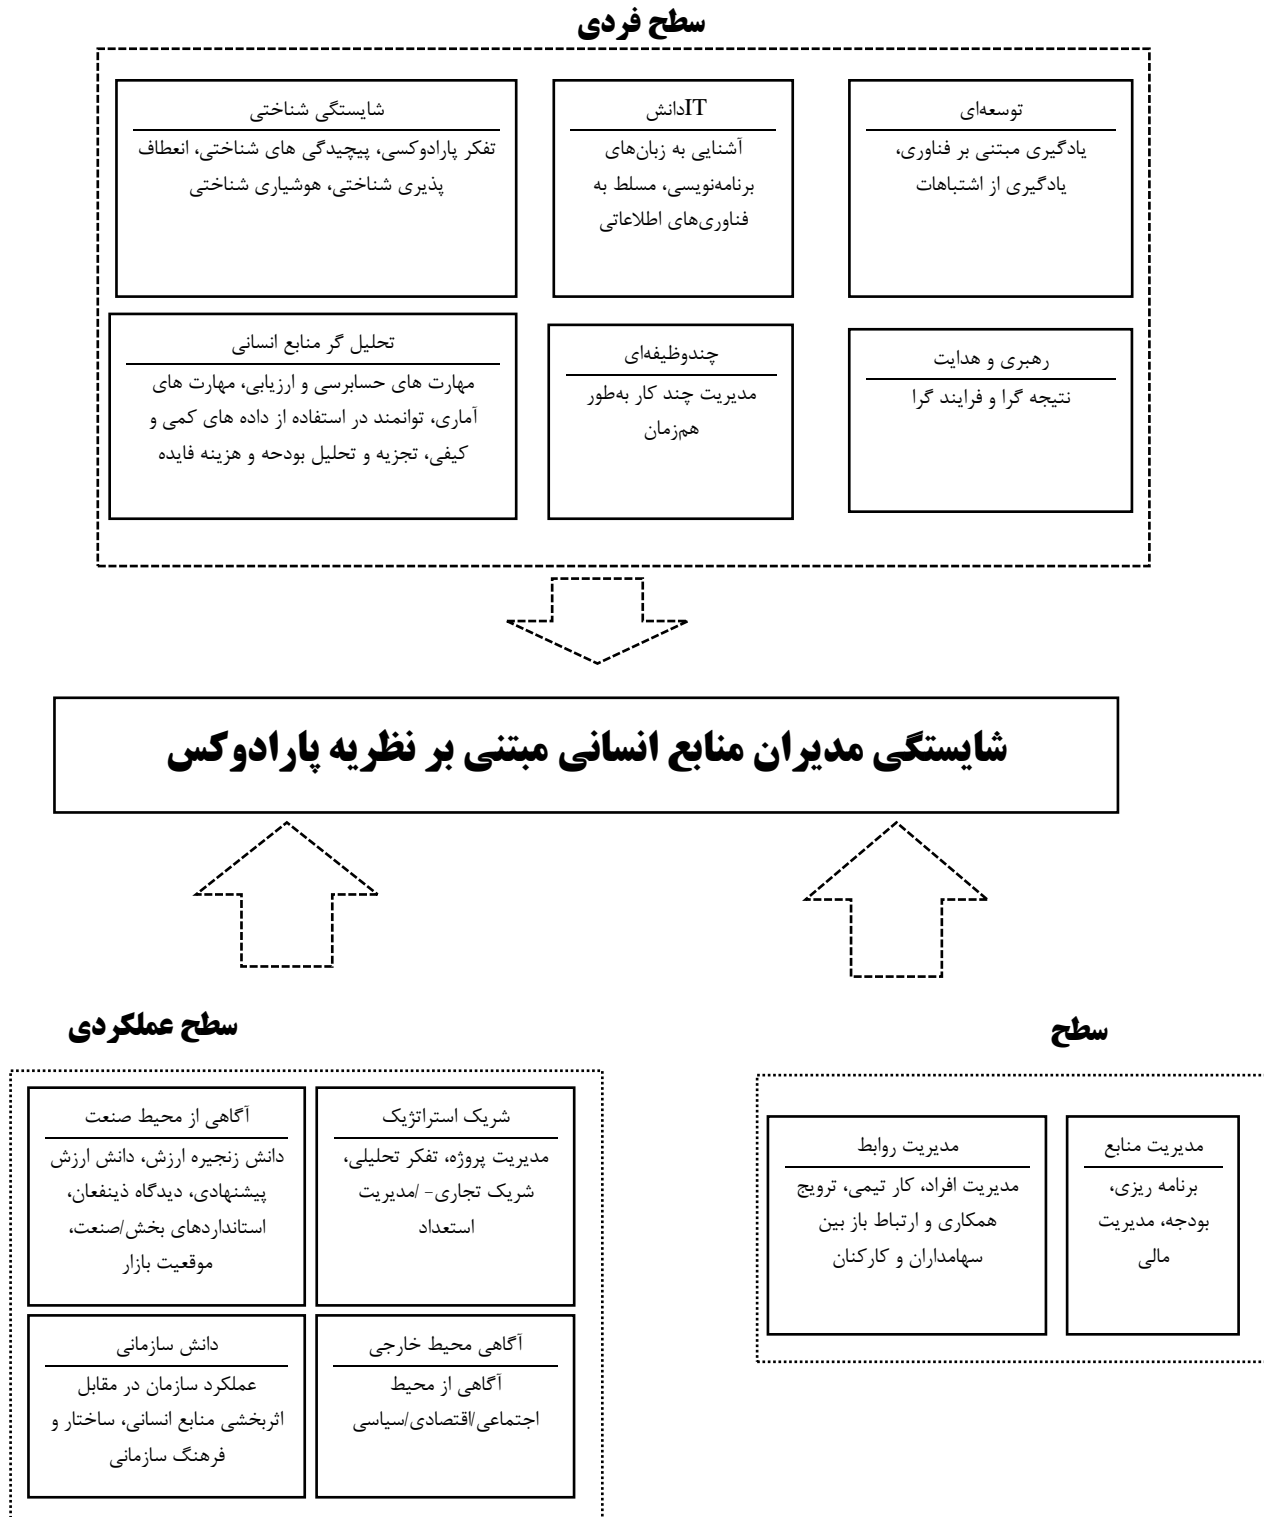 سطح فردی
توسعه‌ای
یادگیری مبتنی بر فناوری،
یادگیری از اشتباهات
دانشIT
آشنایی به زبان‌های
برنامه‌نویسی، مسلط به
فناوری‌های اطلاعاتی
شایستگی شناختی
تفکر پارادوکسی، پیچیدگی های شناختی، انعطاف
پذیری شناختی، هوشیاری شناختی
رهبری و هدایت
نتیجه گرا و فرایند گرا
چندوظیفه‌ای
مدیریت چند کار به‌طور
هم‌زمان
تحلیل گر منابع انسانی
مهارت های حسابرسی و ارزیابی، مهارت های
آماری، توانمند در استفاده از داده های کمی و
کیفی، تجزیه و تحلیل بودحه و هزینه فایده
شایستگی مدیران منابع انسانی مبتنی بر نظریه پارادوکس
سطح
مدیریت منابع
برنامه ریزی،
بودجه، مدیریت
مالی
مدیریت روابط
مدیریت افراد، کار تیمی، ترویج
همکاری و ارتباط باز بین
سهامداران و کارکنان
سطح عملکردی
شریک استراتژیک
مدیریت پروژه، تفکر تحلیلی،
شریک تجاری- /مدیریت
استعداد
آگاهی از محیط صنعت
دانش زنجیره ارزش، دانش ارزش
پیشنهادی، دیدگاه ذینفعان،
استانداردهای بخش/صنعت،
موقعیت بازار
آگاهی محیط خارجی
آگاهی از محیط
اجتماعی/اقتصادی/سیاسی
دانش سازمانی
عملکرد سازمان در مقابل
اثربخشی منابع انسانی، ساختار و
فرهنگ سازمانی